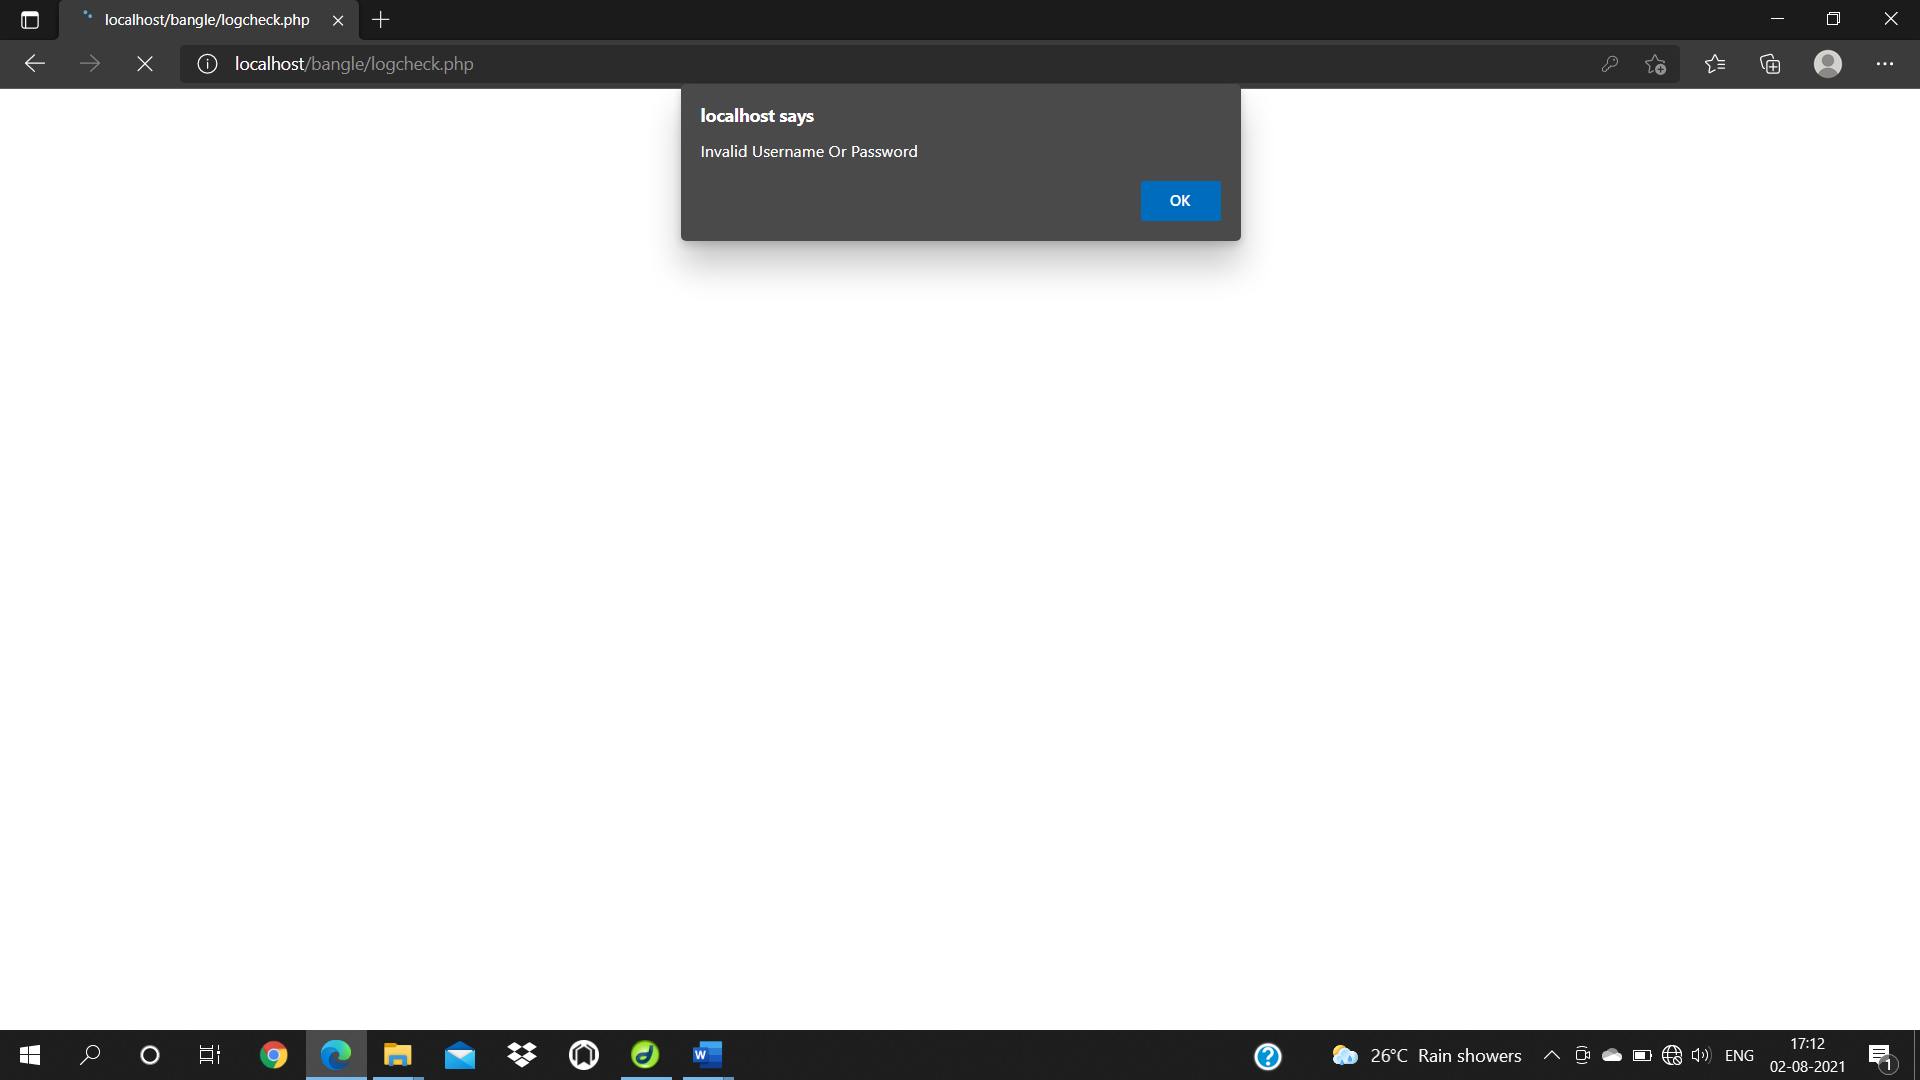 localhost/bangle/logcheck.php
localhost/bangle/logcheck.php
localhost says
Invalid Username Or Password
OK
26°C Rain showers
ENG
17:12
02-08-2021
1